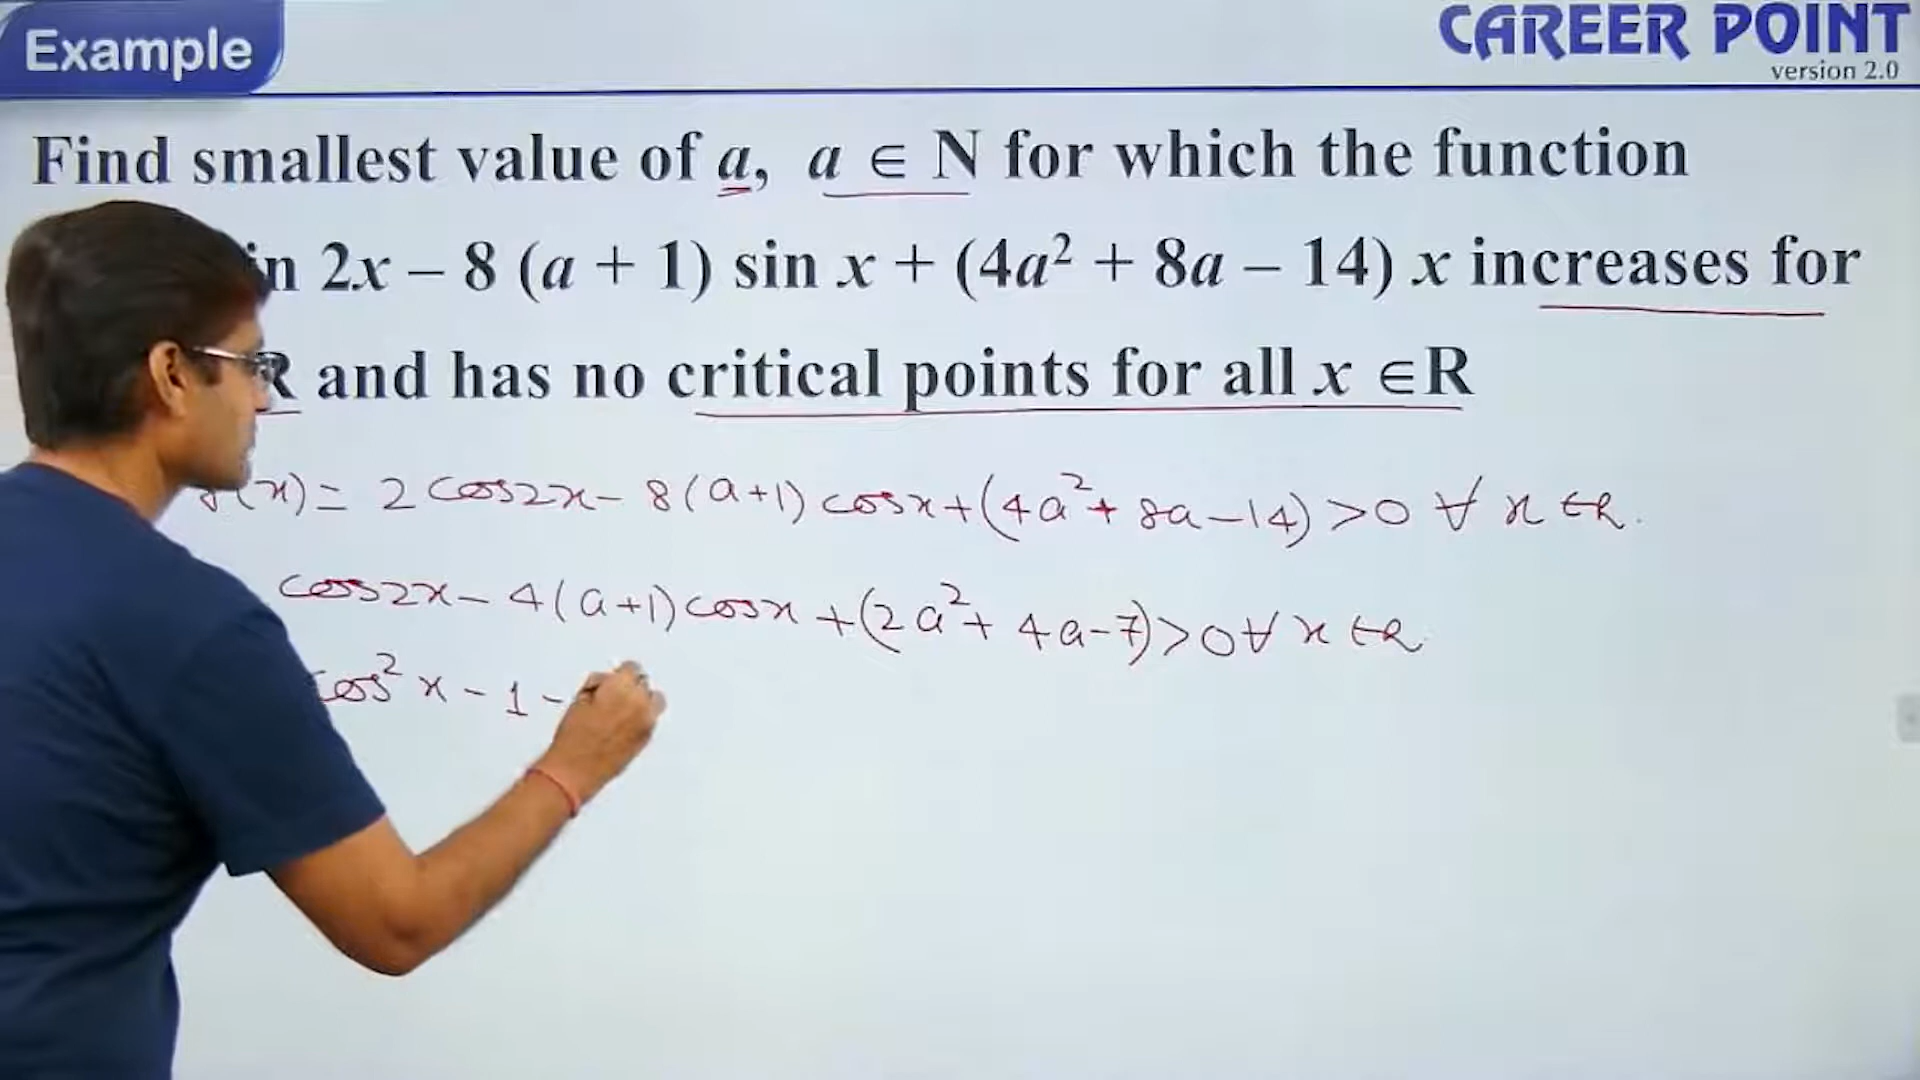 Example
CAREER POINT
version 2.0
Find smallest value of a, a ∈ N for which the function
in 2x – 8 (a + 1) sin x + (4a² + 8a – 14) x increases for
R and has no critical points for all x ∈R
(x) = 2 cos2x - 8(a+1) cosx + (4a² + 8a - 14) > 0 ∀ x ∈ R.
cos2x - 4(a+1) cosx + (2a² + 4a - 7) > 0 ∀ x ∈ R.
cos² x - 1 -